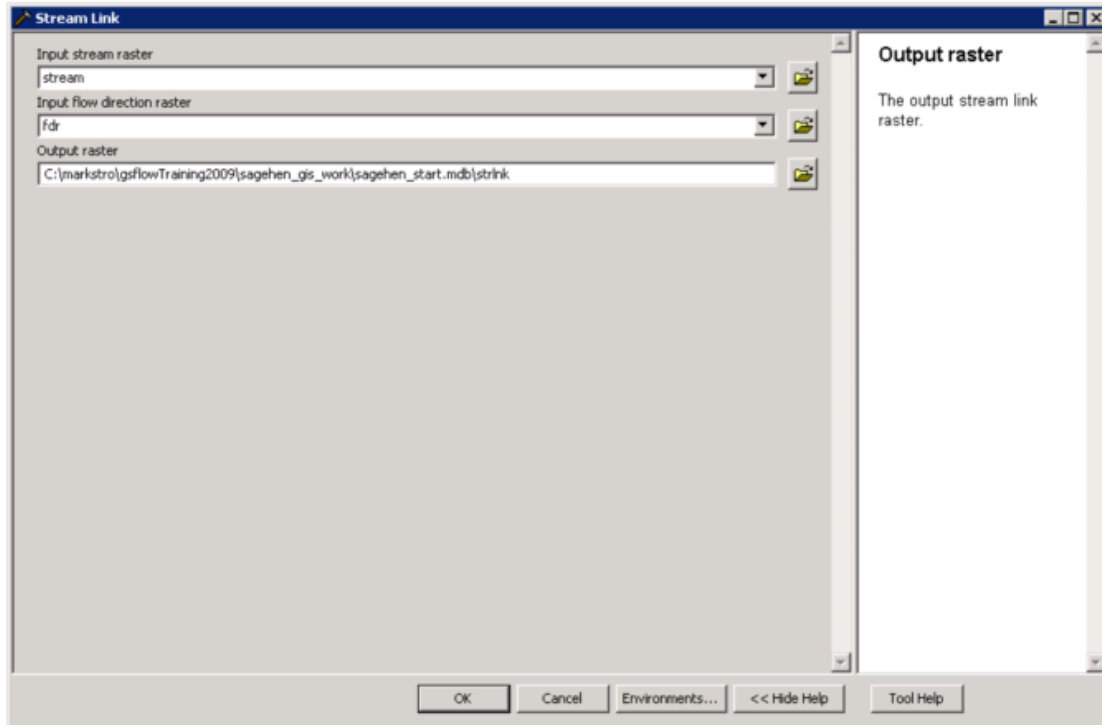 Stream Link
Input stream raster
stream
Input flow direction raster
fdr
Output raster
C:\markstro\gsflowTraining2009\sagehen_gis_work\sagehen_start.mdb\strlnk
OK
Cancel
Environments...
<< Hide Help
Output raster
The output stream link
raster.
Tool Help